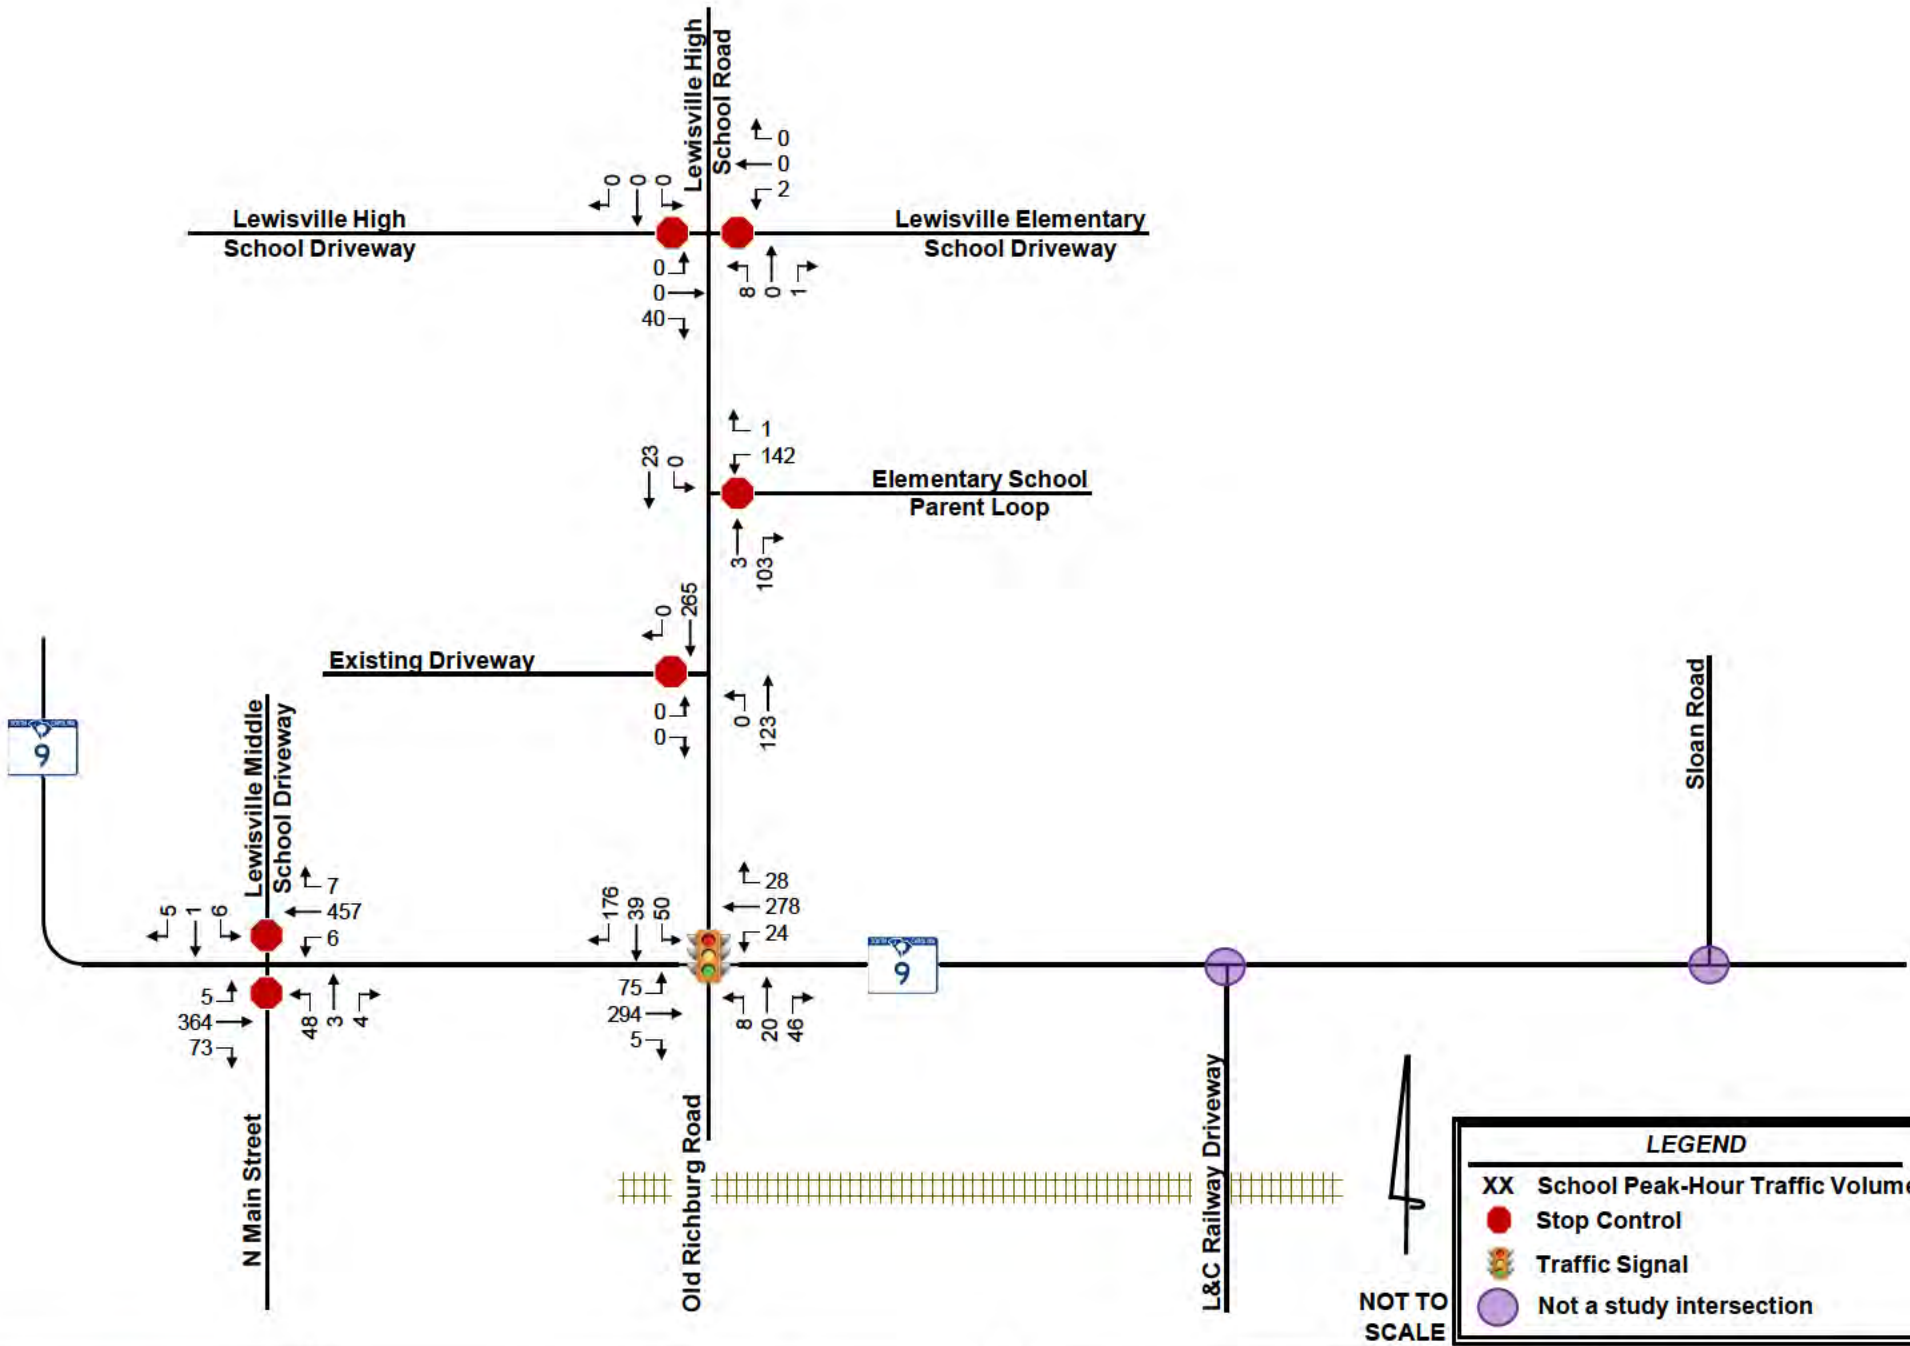 Lewisville High
School Road
0
0
2
0
0
0
Lewisville High
School Driveway
Lewisville Elementary
School Driveway
0
0
40
8
0
1
1
142
23
0
Elementary School
Parent Loop
3
103
0
265
Existing Driveway
0
0
0
123
9
Lewisville Middle
School Driveway
Sloan Road
7
457
6
5
1
6
5
364
73
48
3
4
176
39
50
28
278
24
9
75
294
5
8
20
46
N Main Street
Old Richburg Road
L&C Railway Driveway
NOT TO
SCALE
LEGEND
XX School Peak-Hour Traffic Volume
Stop Control
Traffic Signal
Not a study intersection